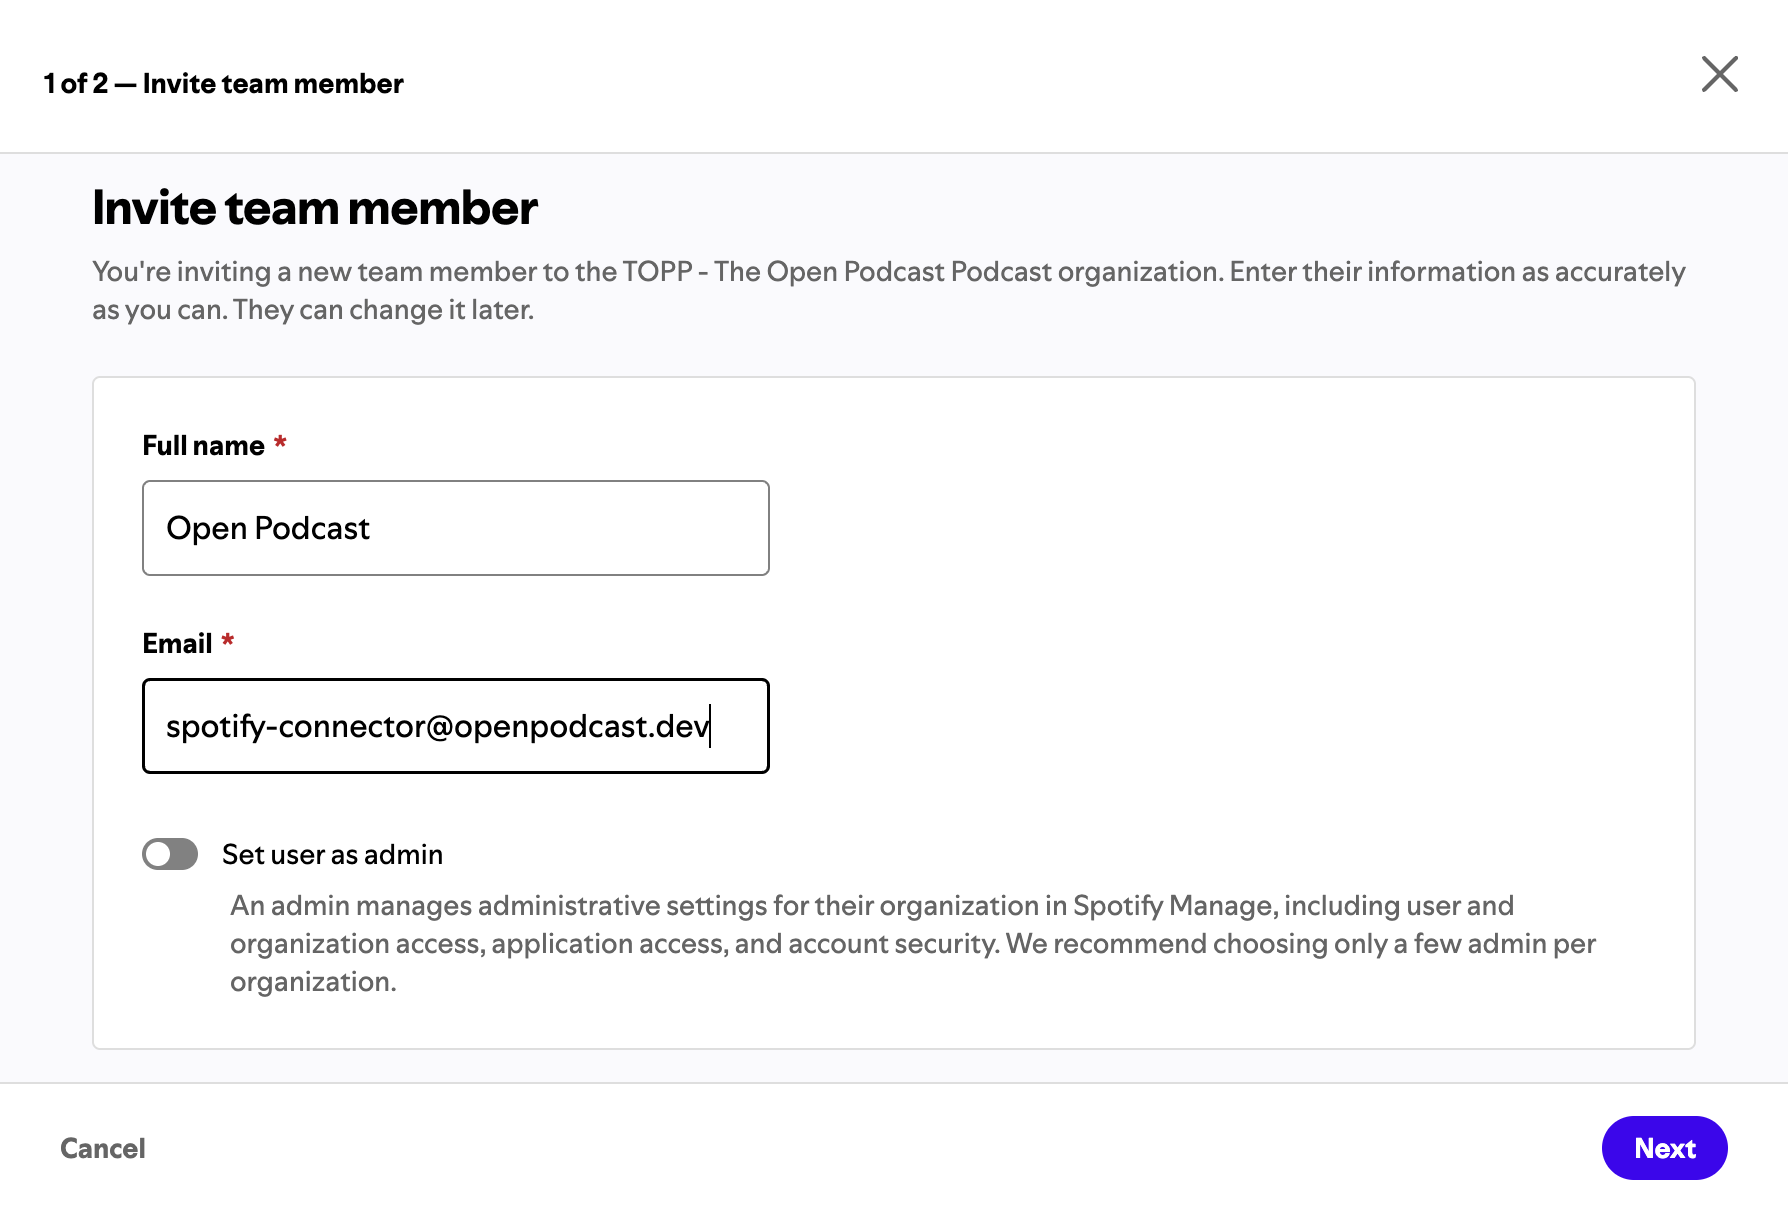 1 of 2 — Invite team member
Invite team member
You're inviting a new team member to the TOPP - The Open Podcast Podcast organization. Enter their information as accurately
as you can. They can change it later.
Full name *
Open Podcast
Email *
spotify-connector@openpodcast.dev
Set user as admin
An admin manages administrative settings for their organization in Spotify Manage, including user and
organization access, application access, and account security. We recommend choosing only a few admin per
organization.
Cancel
Next